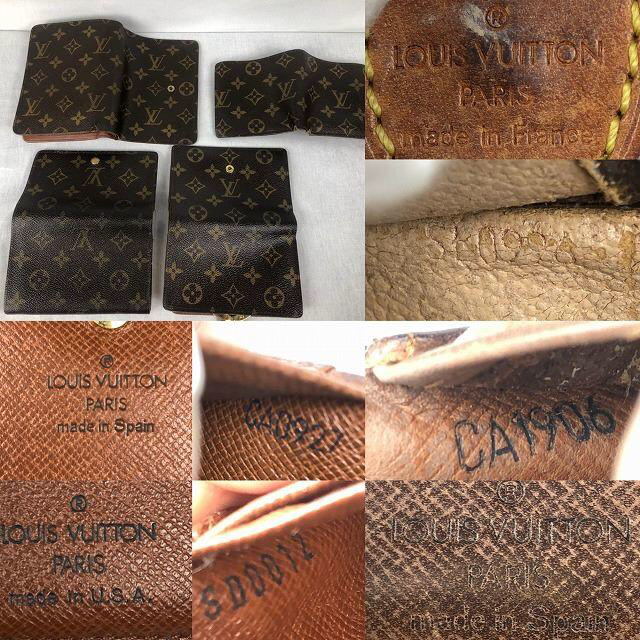 ®
LOUIS VUITTON
PARIS
made in France
®
LOUIS VUITTON
PARIS
made in Spain
CA0927
CA1906
®
LOUIS VUITTON
PARIS
made in U.S.A.
SD0012
®
LOUIS VUITTON
PARIS
made in Spain